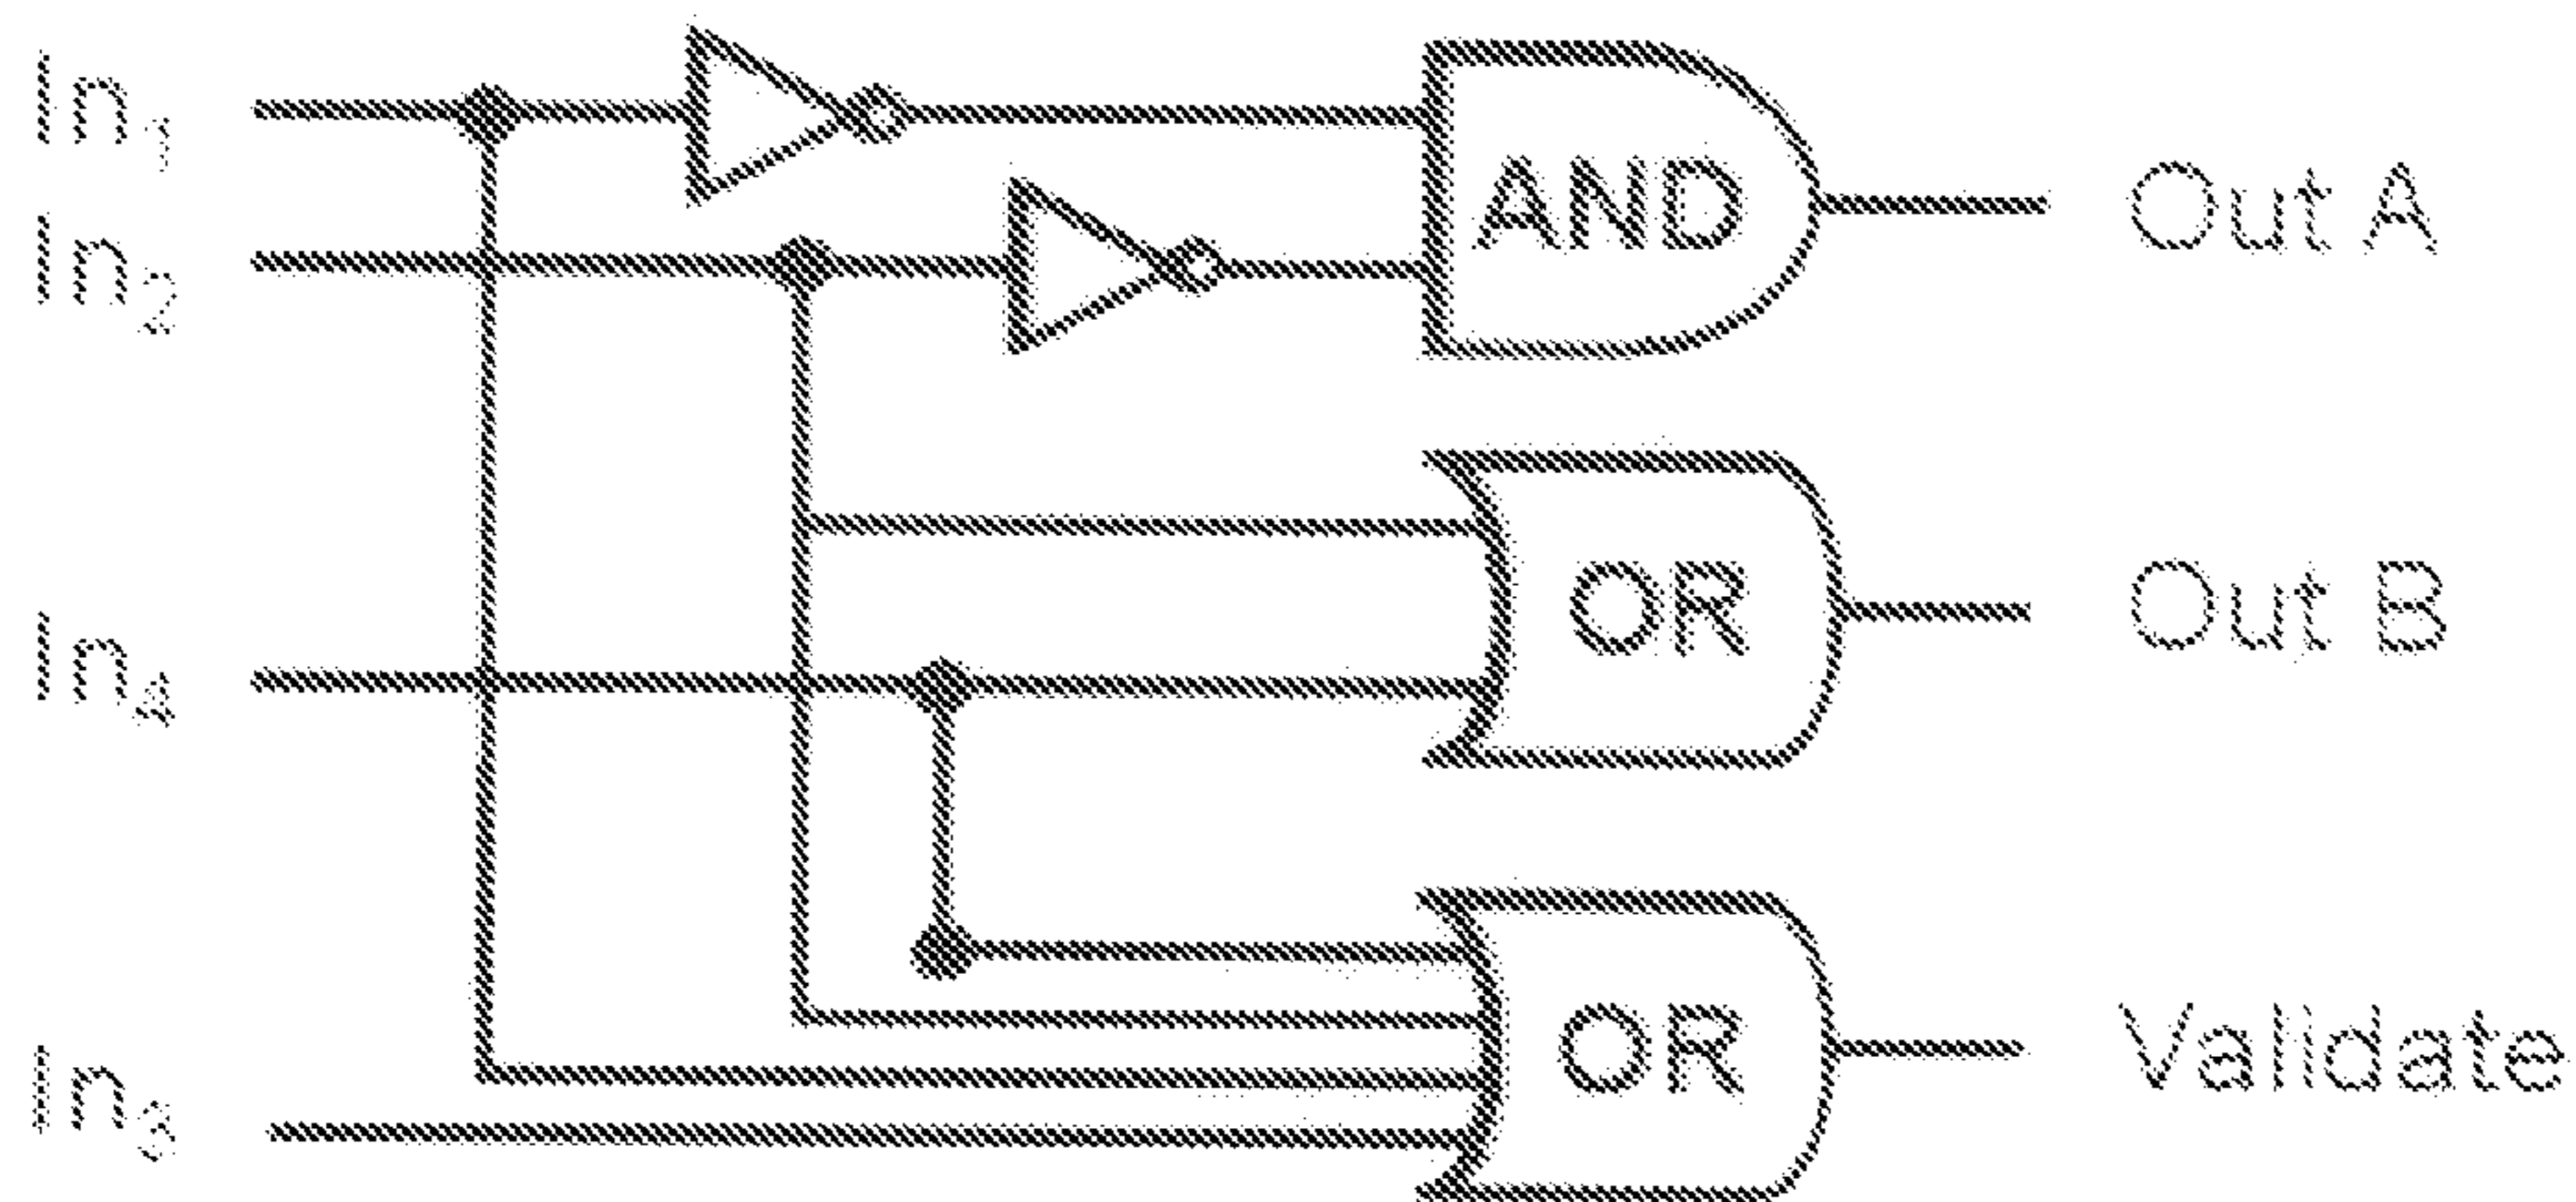 In₁
AND
Out A
In₂
OR
Out B
In₄
OR
Validate
In₃